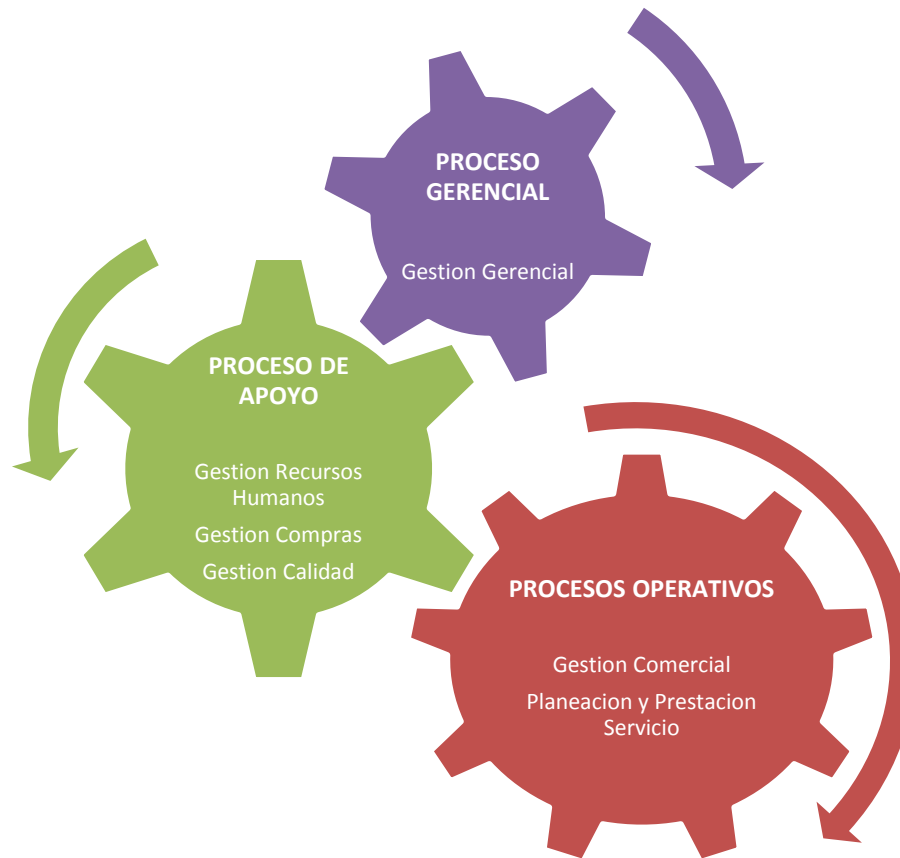 PROCESO
GERENCIAL
Gestion Gerencial
PROCESO DE
APOYO
Gestion Recursos
Humanos
Gestion Compras
Gestion Calidad
PROCESOS OPERATIVOS
Gestion Comercial
Planeacion y Prestacion
Servicio